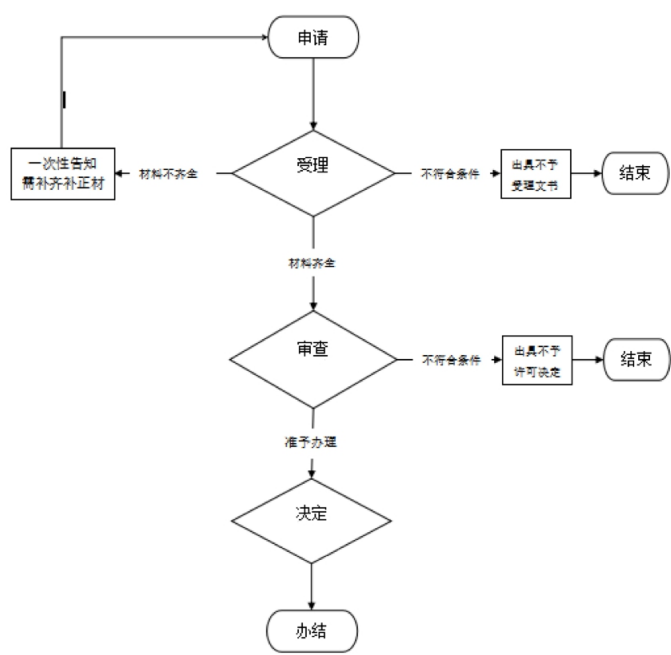 申请
受理
一次性告知
需补齐补正材
材料不齐全
不符合条件
出具不予
受理文书
结束
材料齐全
审查
不符合条件
出具不予
许可决定
结束
准予办理
决定
办结